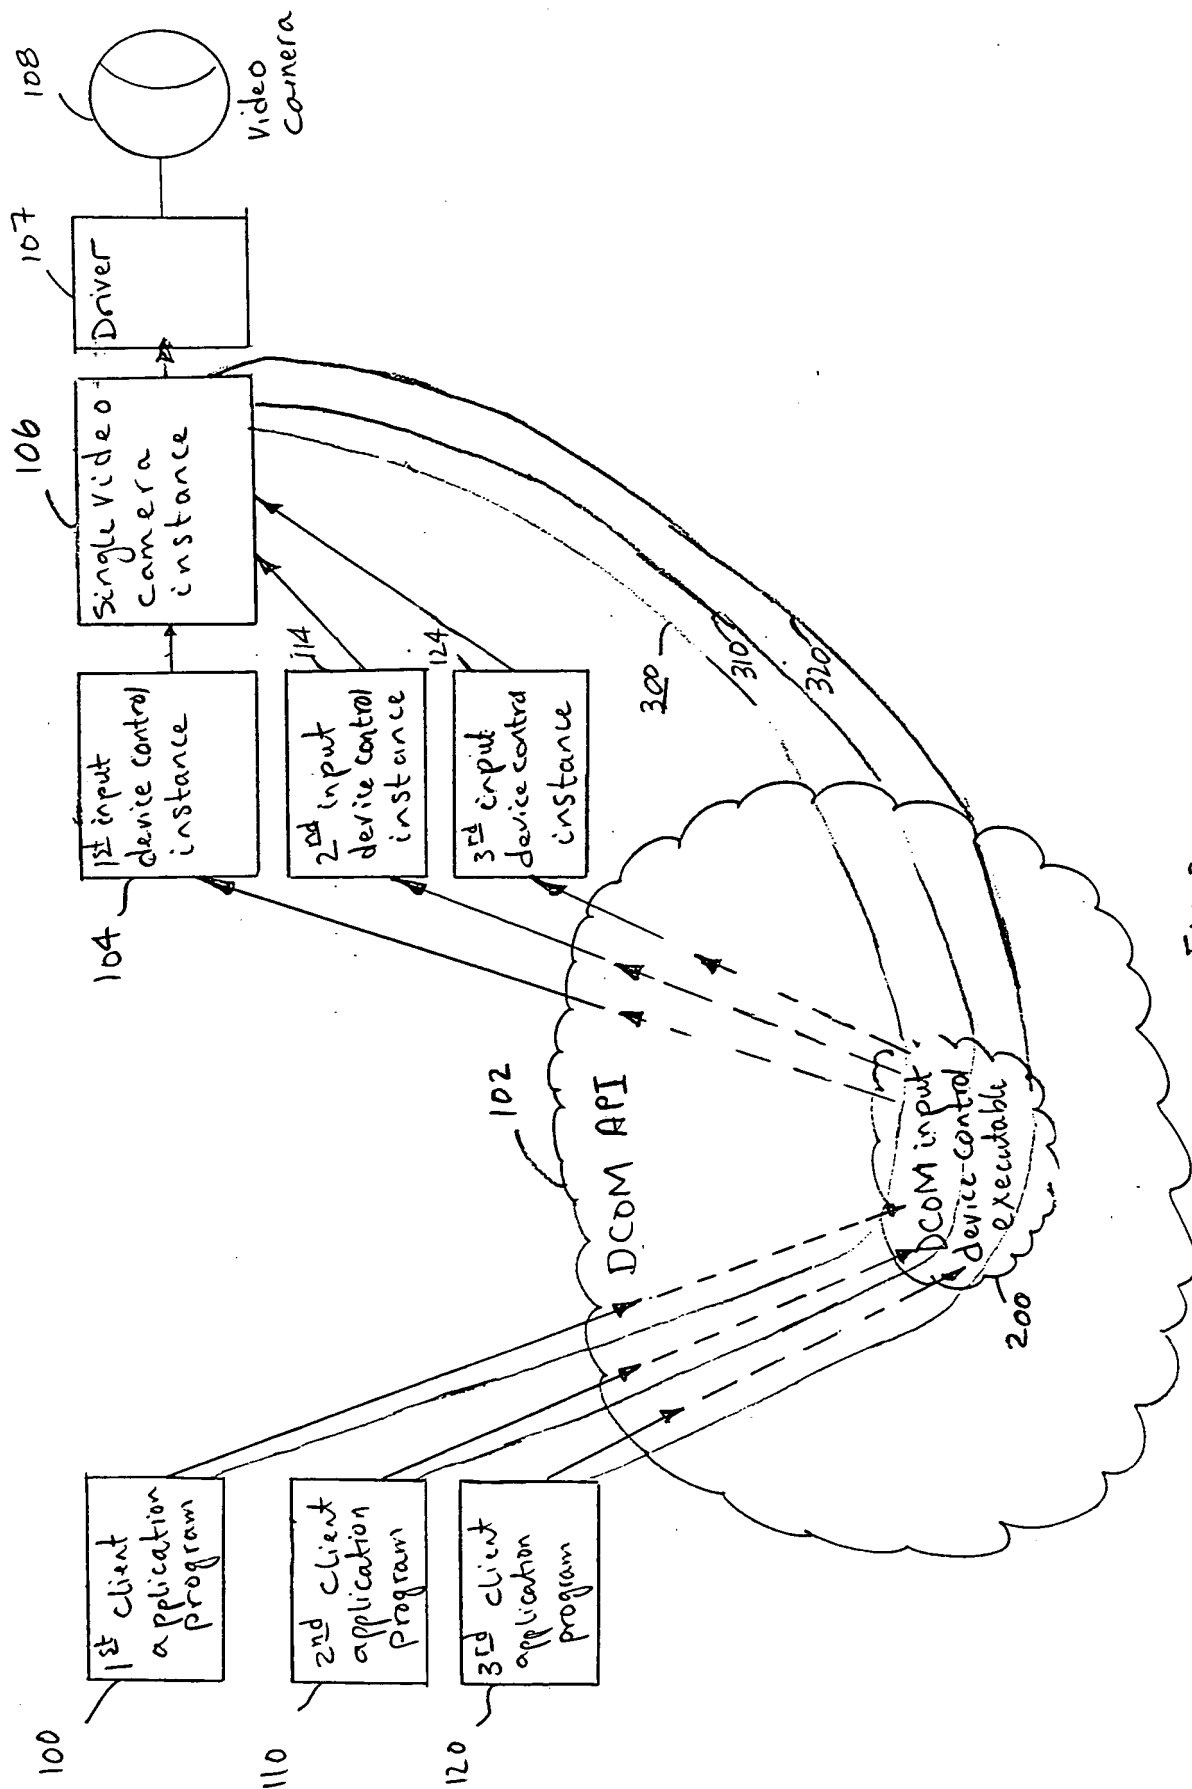 100
1st client
application
program
110
2nd client
application
program
120
3rd client
application
program
102
DCOM API
DCOM input
device control
executable
200
104
1st input
device control
instance
114
2nd input
device control
instance
124
3rd input
device control
instance
300
310
320
106
Single Video
Camera
instance
107
Driver
108
Video
Camera